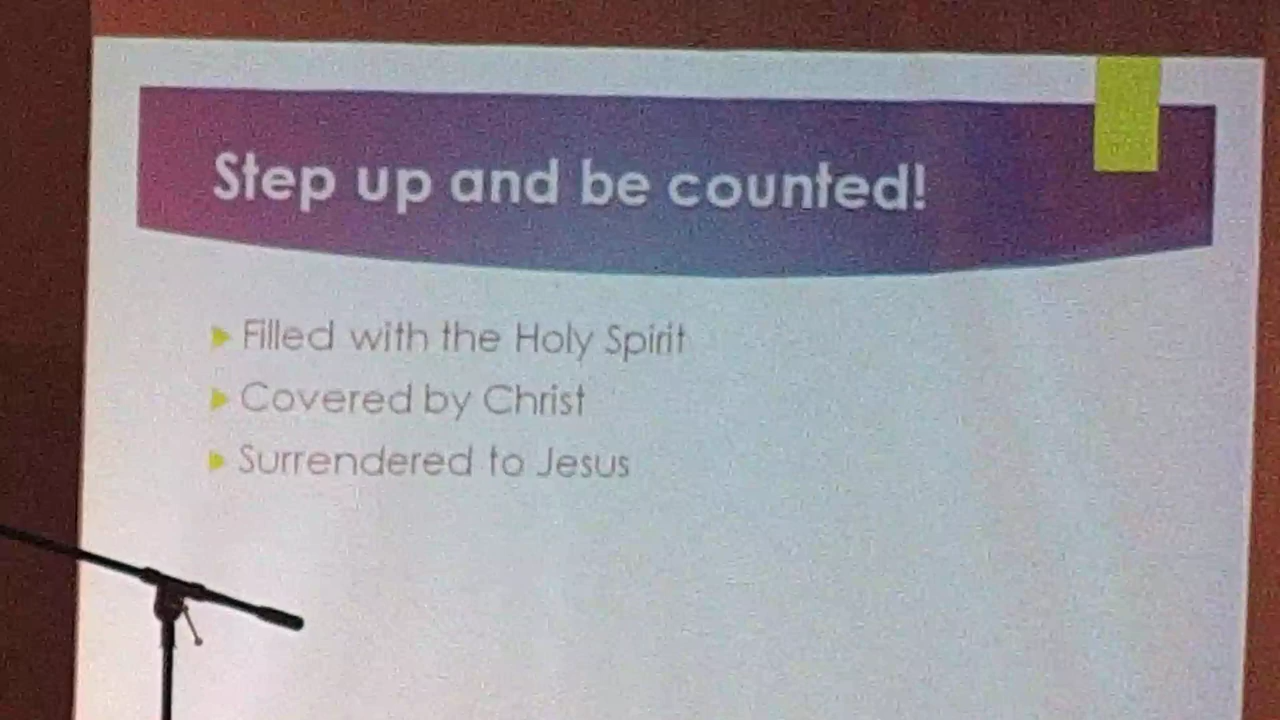 Step up and be counted!
Filled with the Holy Spirit
Covered by Christ
Surrendered to Jesus